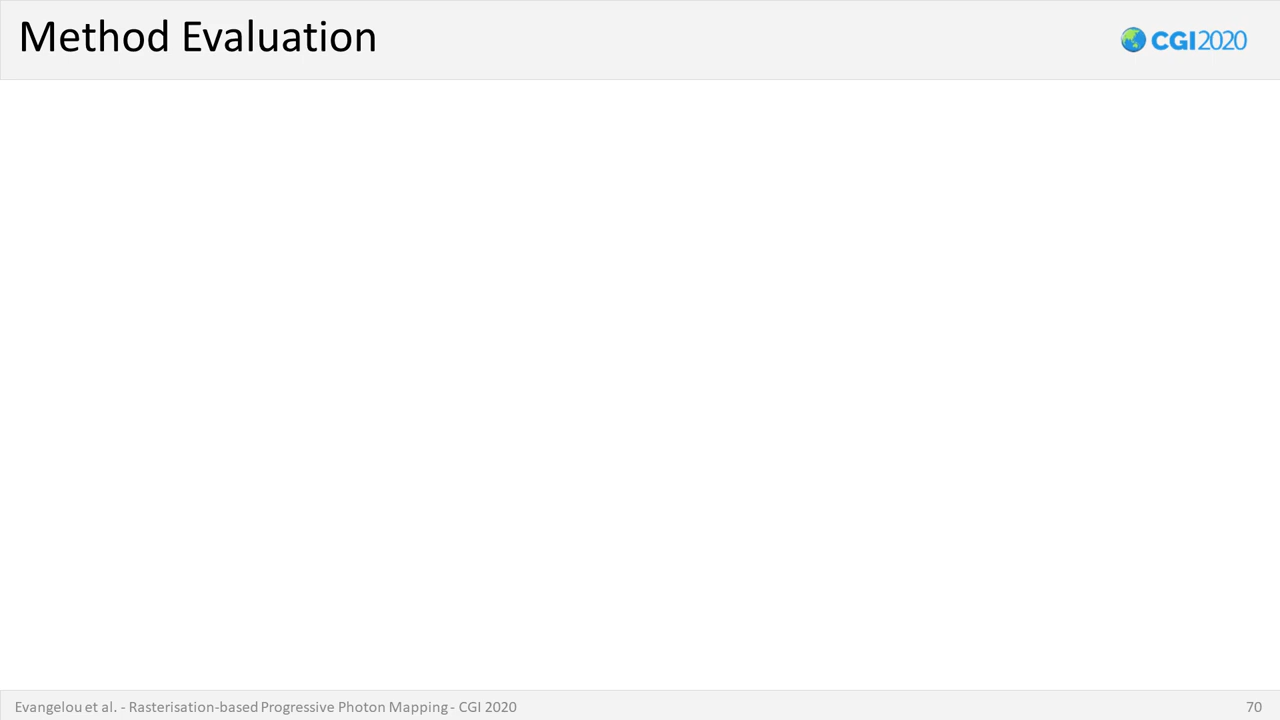 Method Evaluation
CGI2020
Evangelou et al. - Rasterisation-based Progressive Photon Mapping - CGI 2020
70